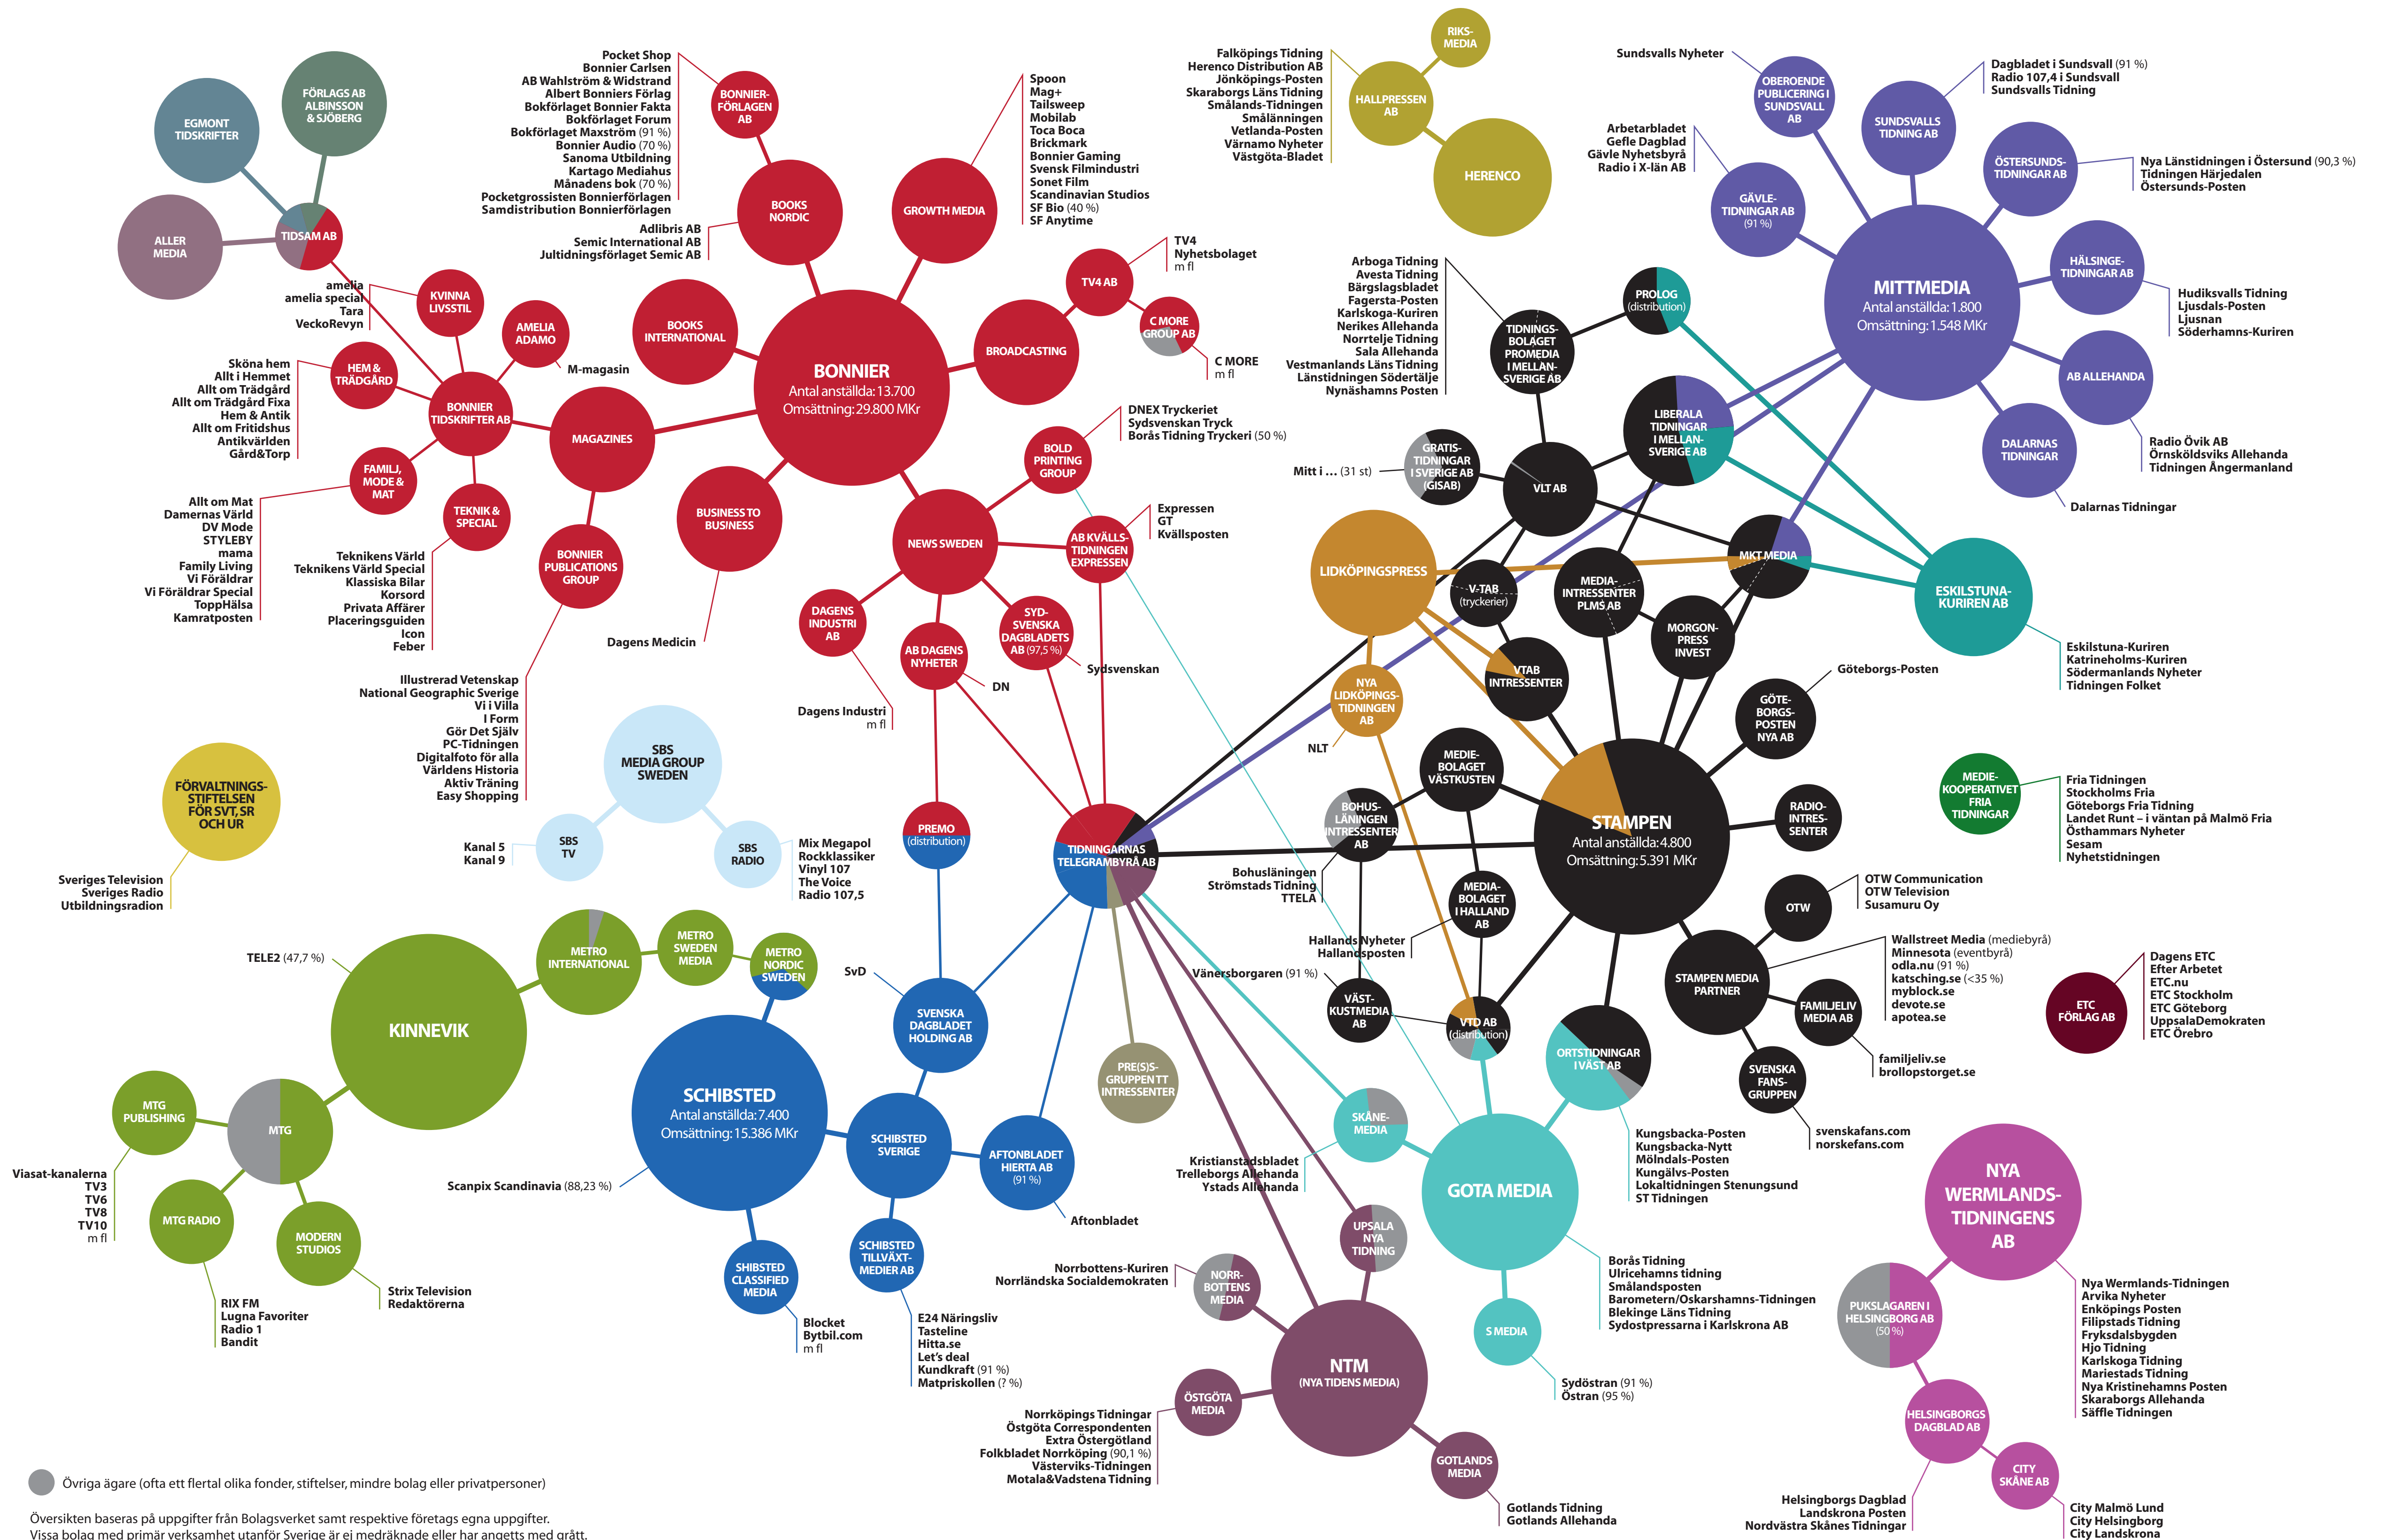 EGMONT
TIDSKRIFTER
FÖRLAGS AB
ALBINSSON
& SJÖBERG
ALLER
MEDIA
TIDSAM AB
Pocket Shop
Bonnier Carlsen
AB Wahlström & Widstrand
Albert Bonniers Förlag
Bokförlaget Bonnier Fakta
Bokförlaget Forum
Bokförlaget Maxström (91 %)
Bonnier Audio (70 %)
Sanoma Utbildning
Kartago Mediahus
Månadens bok (70 %)
Pocketgrossisten Bonnierförlagen
Samdistribution Bonnierförlagen
BONNIER-
FÖRLAGEN
AB
Adlibris AB
Semic International AB
Jultidningsförlaget Semic AB
BOOKS
NORDIC
GROWTH MEDIA
Spoon
Mag+
Tailsweep
Mobilab
Toca Boca
Brickmark
Bonnier Gaming
Svensk Filmindustri
Sonet Film
Scandinavian Studios
SF Bio (40 %)
SF Anytime
BOOKS
INTERNATIONAL
BONNIER
Antal anställda: 13.700
Omsättning: 29.800 MKr
BROADCASTING
TV4 AB
TV4
Nyhetsbolaget
m fl
C MORE
GROUP AB
C MORE
m fl
amelia
amelia special
Tara
VeckoRevyn
KVINNA
LIVSSTIL
AMELIA
ADAMO
M-magasin
Sköna hem
Allt i Hemmet
Allt om Trädgård
Allt om Trädgård Fixa
Hem & Antik
Allt om Fritidshus
Antikvärlden
Gård&Torp
HEM &
TRÄDGÅRD
BONNIER
TIDSKRIFTER AB
MAGAZINES
FAMILJ,
MODE &
MAT
Allt om Mat
Damernas Värld
DV Mode
STYLEBY
mama
Family Living
Vi Föräldrar
Vi Föräldrar Special
ToppHälsa
Kamratposten
TEKNIK &
SPECIAL
Teknikens Värld
Teknikens Värld Special
Klassiska Bilar
Korsord
Privata Affärer
Placeringsguiden
Icon
Feber
BONNIER
PUBLICATIONS
GROUP
Illustrerad Vetenskap
National Geographic Sverige
Vi i Villa
I Form
Gör Det Själv
PC-Tidningen
Digitalfoto för alla
Världens Historia
Aktiv Träning
Easy Shopping
BUSINESS TO
BUSINESS
Dagens Medicin
NEWS SWEDEN
BOLD
PRINTING
GROUP
DNEX Tryckeriet
Sydsvenskan Tryck
Borås Tidning Tryckeri (50 %)
AB KVÄLLS-
TIDNINGEN
EXPRESSEN
Expressen
GT
Kvällsposten
DAGENS
INDUSTRI
AB
Dagens Industri
m fl
AB DAGENS
NYHETER
DN
SYD-
SVENSKA
DAGBLADETS
AB (97,5 %)
Sydsvenskan
Falköpings Tidning
Herenco Distribution AB
Jönköpings-Posten
Skaraborgs Läns Tidning
Smålands-Tidningen
Smålänningen
Vetlanda-Posten
Värnamo Nyheter
Västgöta-Bladet
RIKS-
MEDIA
HALLPRESSEN
AB
HERENCO
Sundsvalls Nyheter
OBEROENDE
PUBLICERING I
SUNDSVALL
AB
SUNDSVALLS
TIDNING AB
Dagbladet i Sundsvall (91 %)
Radio 107,4 i Sundsvall
Sundsvalls Tidning
Arbetarbladet
Gefle Dagblad
Gävle Nyhetsbyrå
Radio i X-län AB
GÄVLE-
TIDNINGAR AB
(91 %)
ÖSTERSUNDS-
TIDNINGAR AB
Nya Länstidningen i Östersund (90,3 %)
Tidningen Härjedalen
Östersunds-Posten
MITTMEDIA
Antal anställda: 1.800
Omsättning: 1.548 MKr
HÄLSINGE-
TIDNINGAR AB
Hudiksvalls Tidning
Ljusdals-Posten
Ljusnan
Söderhamns-Kuriren
AB ALLEHANDA
Radio Övik AB
Örnsköldsviks Allehanda
Tidningen Ångermanland
DALARNAS
TIDNINGAR
Dalarnas Tidningar
Arboga Tidning
Avesta Tidning
Bärgslagsbladet
Fagersta-Posten
Karlskoga-Kuriren
Nerikes Allehanda
Norrtelje Tidning
Sala Allehanda
Vestmanlands Läns Tidning
Länstidningen Södertälje
Nynäshamns Posten
TIDNINGS-
BOLAGET
PROMEDIA
I MELLAN-
SVERIGE AB
PROLOG
(distribution)
LIBERALA
TIDNINGAR
I MELLAN-
SVERIGE AB
Mitt i ... (31 st)
GRATIS-
TIDNINGAR
I SVERIGE AB
(GISAB)
VLT AB
LIDKÖPINGSPRESS
V-TAB
(tryckerier)
MEDIA-
INTRESSENTER
PLMS AB
MKT MEDIA
MORGON-
PRESS
INVEST
ESKILSTUNA-
KURIREN AB
Eskilstuna-Kuriren
Katrineholms-Kuriren
Södermanlands Nyheter
Tidningen Folket
NYA
LIDKÖPINGS-
TIDNINGEN
AB
NLT
VTAB
INTRESSENTER
GÖTE-
BORGS-
POSTEN
NYA AB
Göteborgs-Posten
MEDIE-
BOLAGET
VÄSTKUSTEN
STAMPEN
Antal anställda: 4.800
Omsättning: 5.391 MKr
RADIO-
INTRES-
SENTER
MEDIE-
KOOPERATIVET
FRIA
TIDNINGAR
Fria Tidningen
Stockholms Fria
Göteborgs Fria Tidning
Landet Runt – i väntan på Malmö Fria
Östhammars Nyheter
Sesam
Nyhetstidningen
BOHUS-
LÄNINGEN
INTRESSENTER
AB
Bohusläningen
Strömstads Tidning
TTELA
MEDIA-
BOLAGET
I HALLAND
AB
Hallands Nyheter
Hallandsposten
Vänersborgaren (91 %)
VÄST-
KUSTMEDIA
AB
VTD AB
(distribution)
ORTSTIDNINGAR
I VÄST AB
Kungsbacka-Posten
Kungsbacka-Nytt
Mölndals-Posten
Kungälvs-Posten
Lokaltidningen Stenungsund
ST Tidningen
OTW
OTW Communication
OTW Television
Susamuru Oy
STAMPEN MEDIA
PARTNER
Wallstreet Media (mediebyrå)
Minnesota (eventbyrå)
odla.nu (91 %)
katsching.se (<35 %)
myblock.se
devote.se
apotea.se
FAMILJELIV
MEDIA AB
familjeliv.se
brollopstorget.se
SVENSKA
FANS-
GRUPPEN
svenskafans.com
norskefans.com
ETC
FÖRLAG AB
Dagens ETC
Efter Arbetet
ETC.nu
ETC Stockholm
ETC Göteborg
UppsalaDemokraten
ETC Örebro
FÖRVALTNINGS-
STIFTELSEN
FÖR SVT, SR
OCH UR
Sveriges Television
Sveriges Radio
Utbildningsradion
SBS
MEDIA GROUP
SWEDEN
SBS
TV
Kanal 5
Kanal 9
SBS
RADIO
Mix Megapol
Rockklassiker
Vinyl 107
The Voice
Radio 107,5
PREMO
(distribution)
TIDNINGARNAS
TELEGRAMBYRÅ AB
TELE2 (47,7 %)
KINNEVIK
METRO
INTERNATIONAL
METRO
SWEDEN
MEDIA
METRO
NORDIC
SWEDEN
MTG
PUBLISHING
MTG
Viasat-kanalerna
TV3
TV6
TV8
TV10
m fl
MTG RADIO
RIX FM
Lugna Favoriter
Radio 1
Bandit
MODERN
STUDIOS
Strix Television
Redaktörerna
SvD
SVENSKA
DAGBLADET
HOLDING AB
SCHIBSTED
Antal anställda: 7.400
Omsättning: 15.386 MKr
Scanpix Scandinavia (88,23 %)
SCHIBSTED
SVERIGE
AFTONBLADET
HIERTA AB
(91 %)
Aftonbladet
SHIBSTED
CLASSIFIED
MEDIA
Blocket
Bytbil.com
m fl
SCHIBSTED
TILLVÄXT-
MEDIER AB
E24 Näringsliv
Tasteline
Hitta.se
Let's deal
Kundkraft (91 %)
Matpriskollen (? %)
PRE(S)S-
GRUPPEN TT
INTRESSENTER
SKÅNE-
MEDIA
Kristianstadsbladet
Trelleborgs Allehanda
Ystads Allehanda
GOTA MEDIA
Borås Tidning
Ulricehamns tidning
Smålandsposten
Barometern/Oskarshamns-Tidningen
Blekinge Läns Tidning
Sydostpressarna i Karlskrona AB
S MEDIA
Sydöstran (91 %)
Östran (95 %)
UPSALA
NYA
TIDNING
Norrbottens-Kuriren
Norrländska Socialdemokraten
NORR-
BOTTENS
MEDIA
NTM
(NYA TIDENS MEDIA)
ÖSTGÖTA
MEDIA
Norrköpings Tidningar
Östgöta Correspondenten
Extra Östergötland
Folkbladet Norrköping (90,1 %)
Västerviks-Tidningen
Motala&Vadstena Tidning
GOTLANDS
MEDIA
Gotlands Tidning
Gotlands Allehanda
NYA
WERMLANDS-
TIDNINGENS
AB
Nya Wermlands-Tidningen
Arvika Nyheter
Enköpings Posten
Filipstads Tidning
Fryksdalsbygden
Hjo Tidning
Karlskoga Tidning
Mariestads Tidning
Nya Kristinehamns Posten
Skaraborgs Allehanda
Säffle Tidningen
PUKSLAGAREN I
HELSINGBORG AB
(50 %)
HELSINGBORGS
DAGBLAD AB
Helsingborgs Dagblad
Landskrona Posten
Nordvästra Skånes Tidningar
CITY
SKÅNE AB
City Malmö Lund
City Helsingborg
City Landskrona
Övriga ägare (ofta ett flertal olika fonder, stiftelser, mindre bolag eller privatpersoner)
Översikten baseras på uppgifter från Bolagsverket samt respektive företags egna uppgifter.
Vissa bolag med primär verksamhet utanför Sverige är ej medräknade eller har angetts med grått.